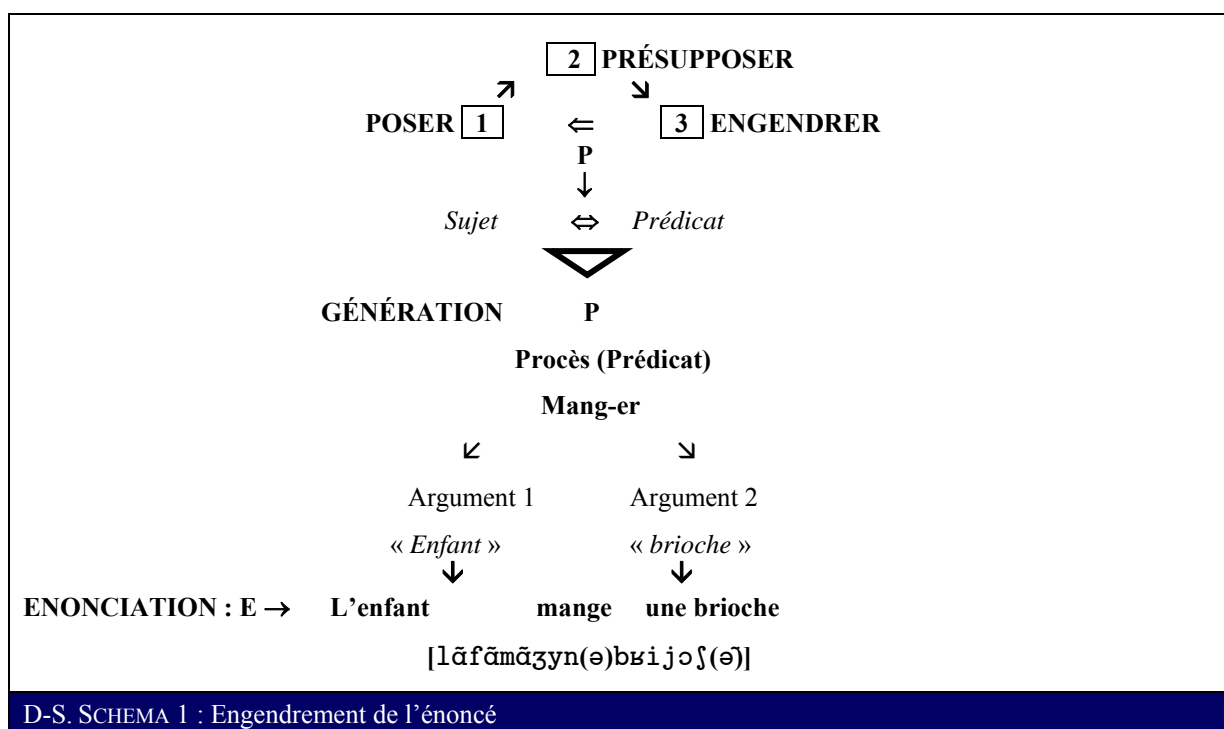 2 PRÉSUPPOSER
↗ ↘
POSER 1 ⇐ 3 ENGENDRER
P
↓
Sujet ⇔ Prédicat
GÉNÉRATION P
Procès (Prédicat)
Mang-er
↙ ↘
Argument 1 Argument 2
« Enfant » « brioche »
↓ ↓
ENONCIATION : E → L’enfant mange une brioche
[lɑ̃fɑ̃mɑ̃ʒyn(ə)bʁijɔʃ(ə)]
D-S. SCHEMA 1 : Engendrement de l’énoncé